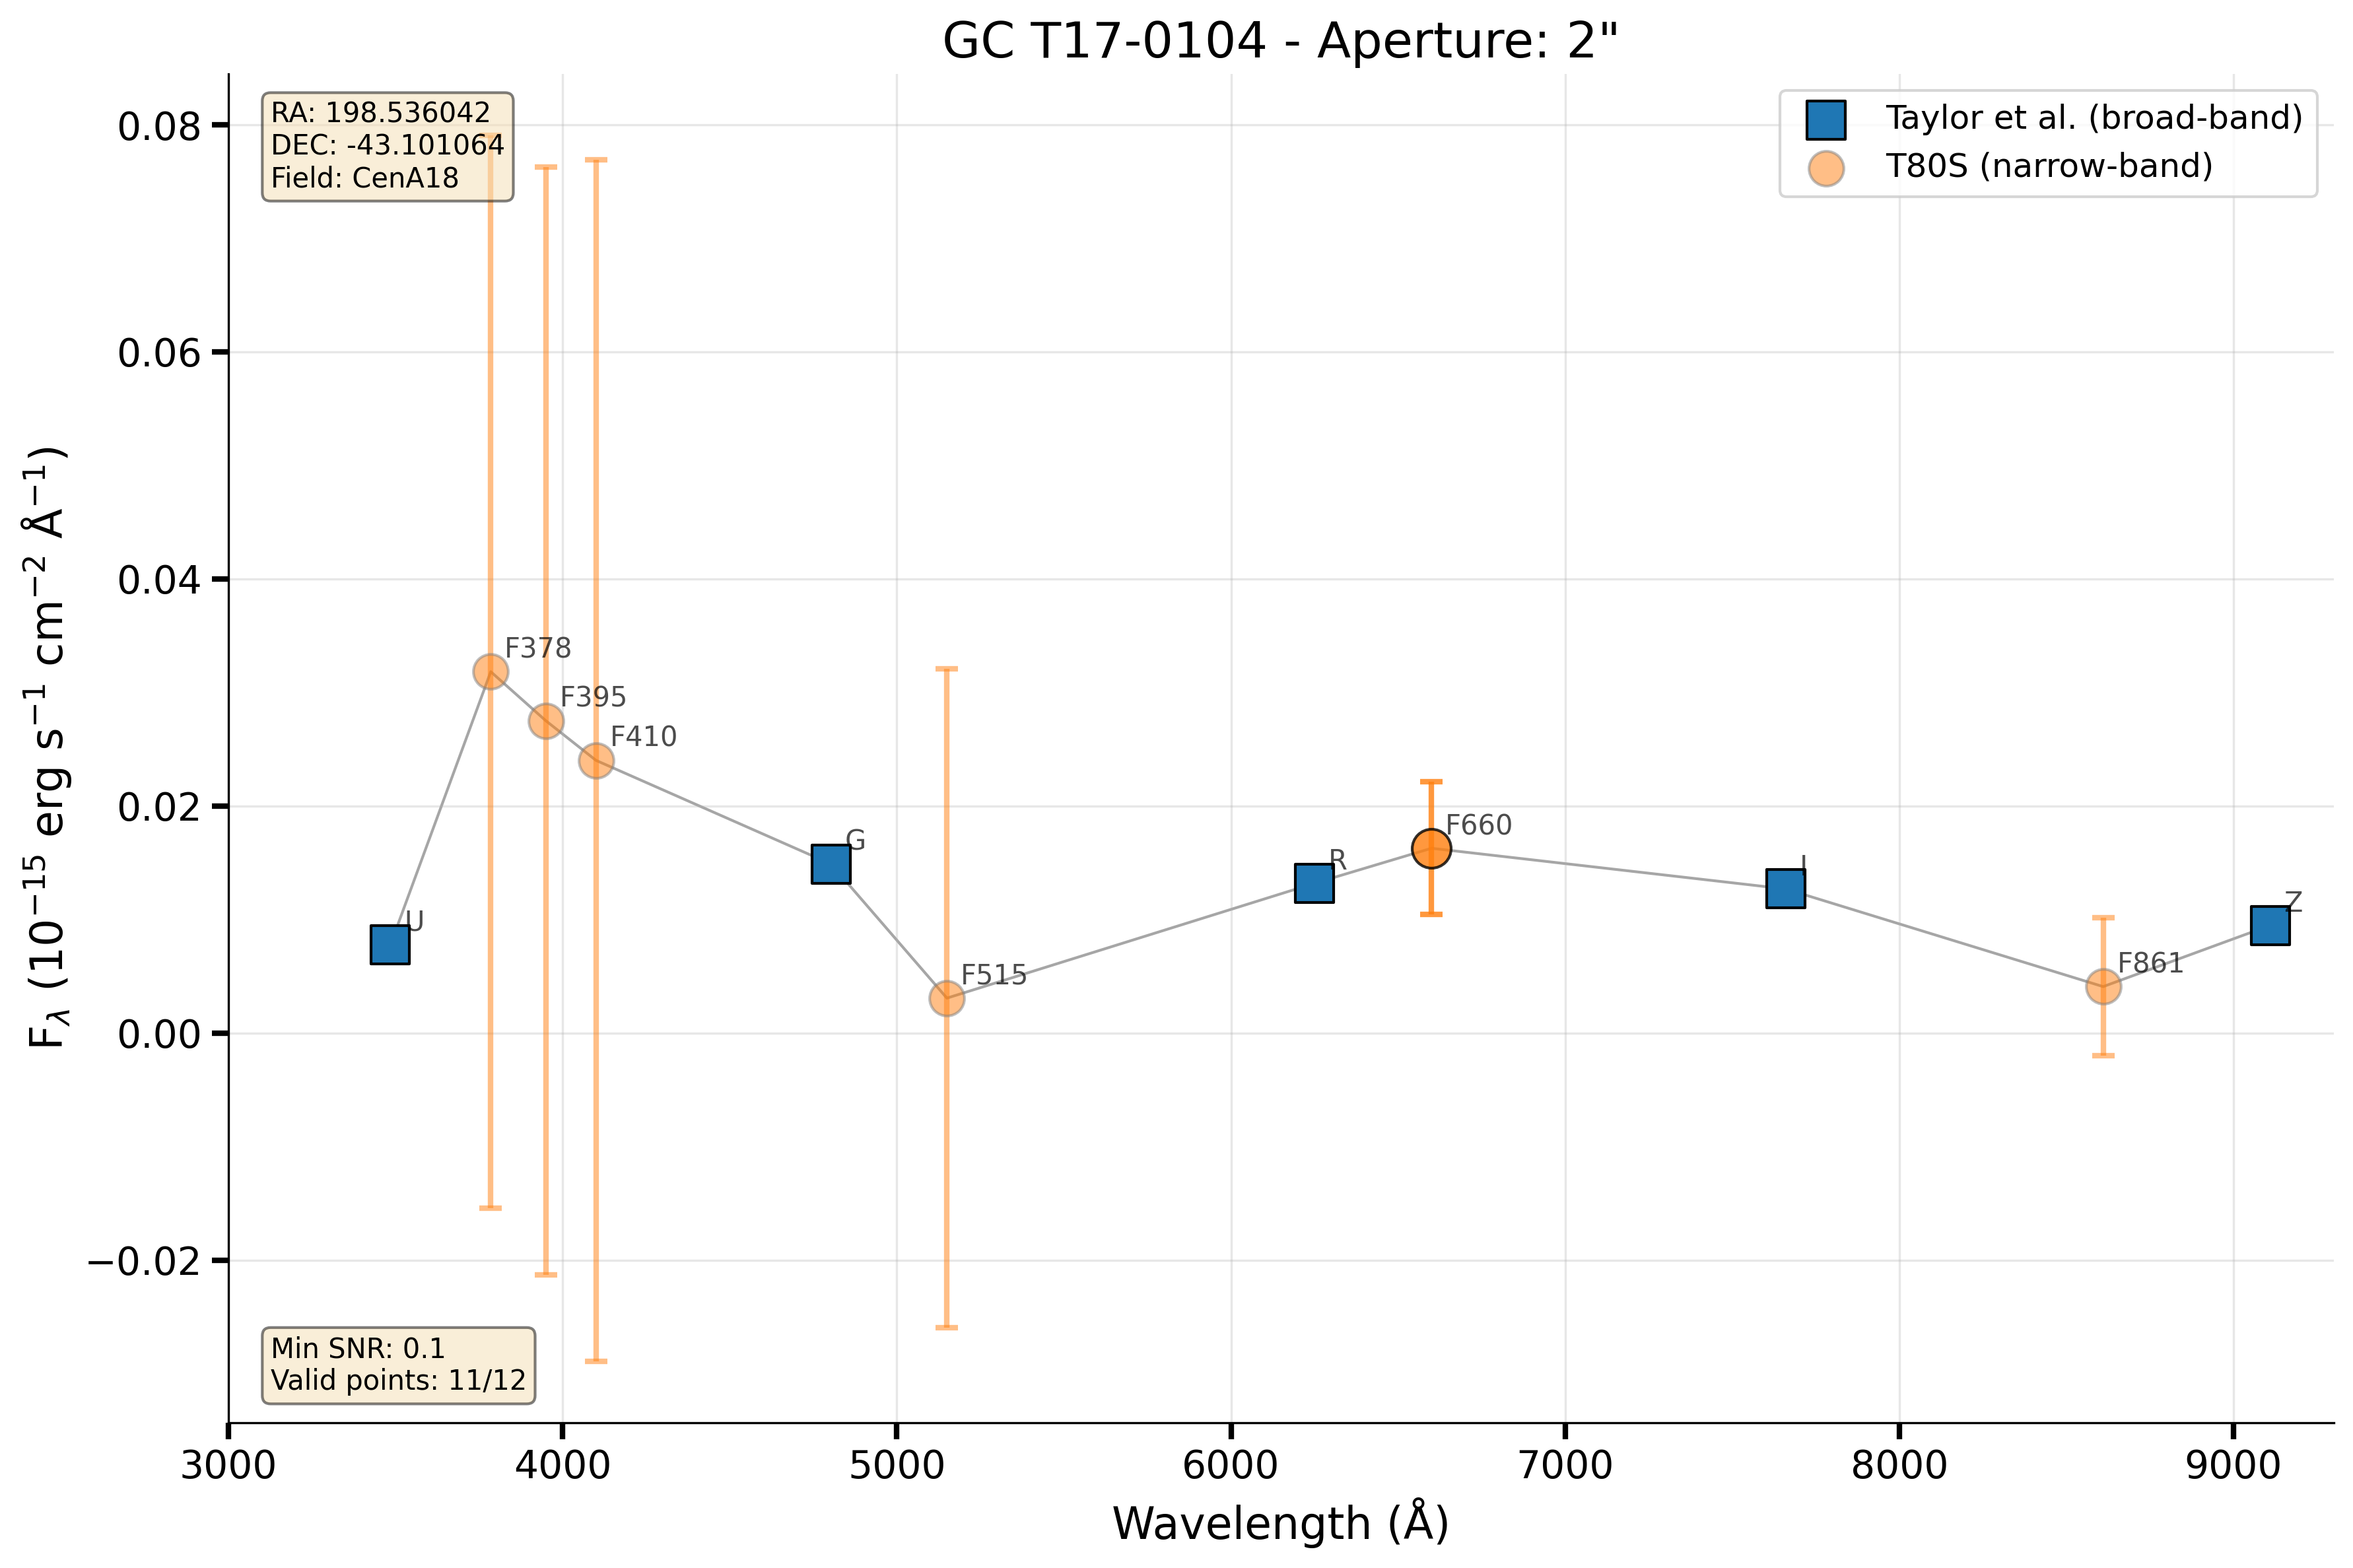 GC T17-0104 - Aperture: 2"
RA: 198.536042
DEC: -43.101064
Field: CenA18
Taylor et al. (broad-band)
T80S (narrow-band)
0.08
0.06
0.04
0.02
0.00
−0.02
F_λ (10⁻¹⁵ erg s⁻¹ cm⁻² Å⁻¹)
U
F378
F395
F410
G
F515
R
F660
I
F861
Z
Min SNR: 0.1
Valid points: 11/12
3000 4000 5000 6000 7000 8000 9000
Wavelength (Å)